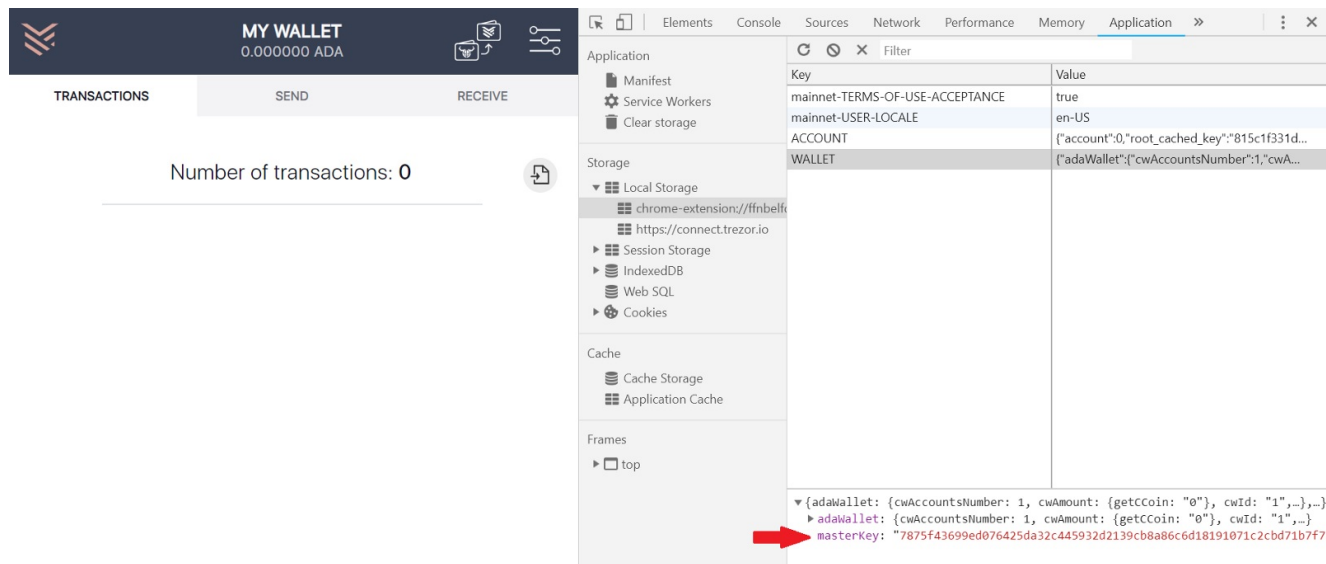 MY WALLET
0.000000 ADA
TRANSACTIONS
SEND
RECEIVE
Number of transactions: 0
Elements Console Sources Network Performance Memory Application »
Application
Manifest
Service Workers
Clear storage
Storage
Local Storage
chrome-extension://ffnbelfo
https://connect.trezor.io
Session Storage
IndexedDB
Web SQL
Cookies
Cache
Cache Storage
Application Cache
Frames
top
Filter
Key Value
mainnet-TERMS-OF-USE-ACCEPTANCE true
mainnet-USER-LOCALE en-US
ACCOUNT {"account":0,"root_cached_key":"815c1f331d...
WALLET {"adaWallet":{"cwAccountsNumber":1,"cwA...
{adaWallet: {cwAccountsNumber: 1, cwAmount: {getCCoin: "0"}, cwId: "1",…},…}
adaWallet: {cwAccountsNumber: 1, cwAmount: {getCCoin: "0"}, cwId: "1",…}
masterKey: "7875f43699ed076425da32c445932d2139cb8a86c6d18191071c2cbd71b7f7